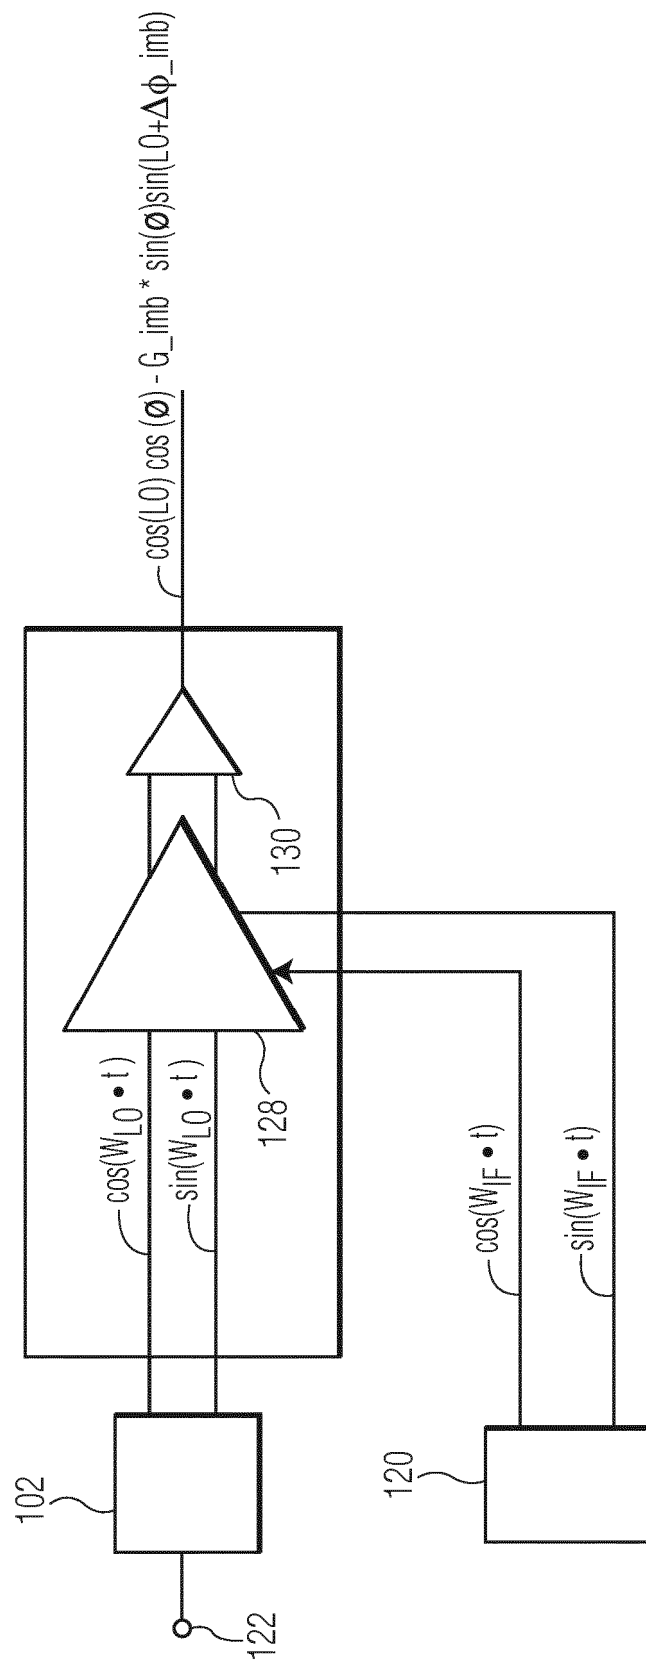 122
102
cos(W_LO • t)
sin(W_LO • t)
128
130
cos(LO) cos (ø) - G_imb * sin(ø)sin(LO+Δϕ_imb)
120
cos(W_IF • t)
sin(W_IF • t)